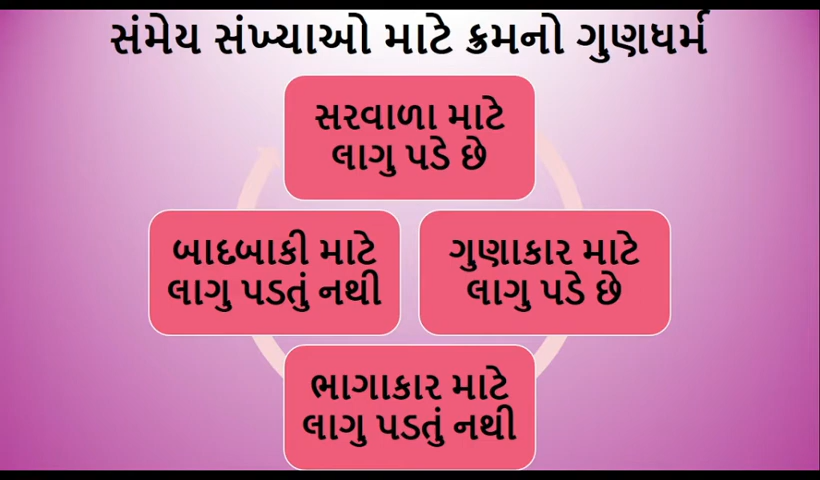 સંમેય સંખ્યાઓ માટે ક્રમનો ગુણધર્મ
સરવાળા માટે
લાગુ પડે છે
બાદબાકી માટે
લાગુ પડતું નથી
ગુણાકાર માટે
લાગુ પડે છે
ભાગાકાર માટે
લાગુ પડતું નથી